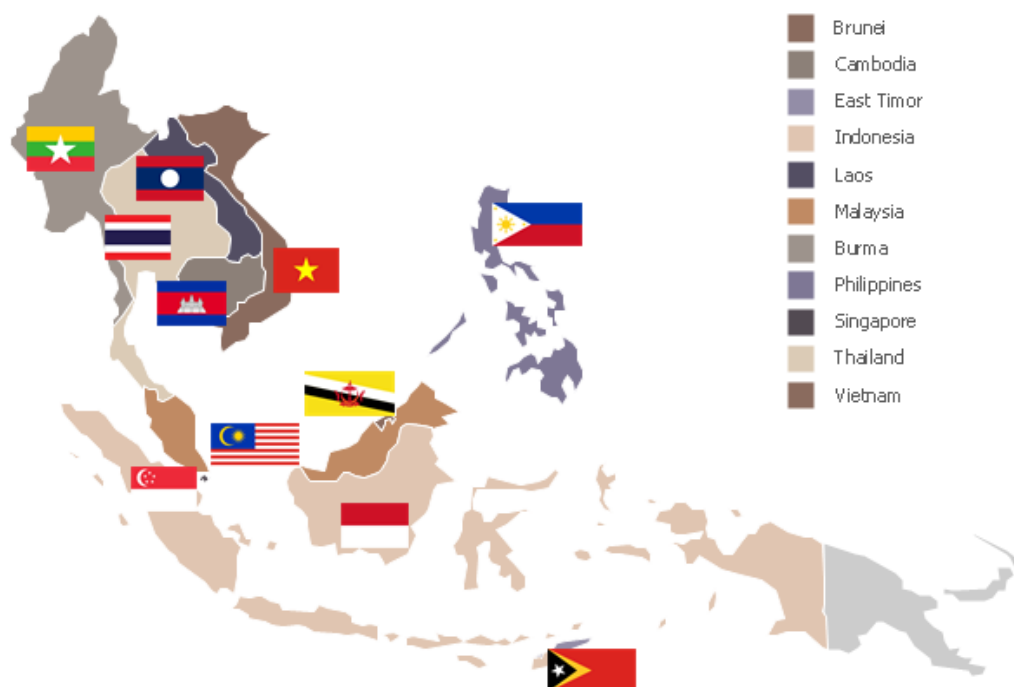 Brunei
Cambodia
East Timor
Indonesia
Laos
Malaysia
Burma
Philippines
Singapore
Thailand
Vietnam